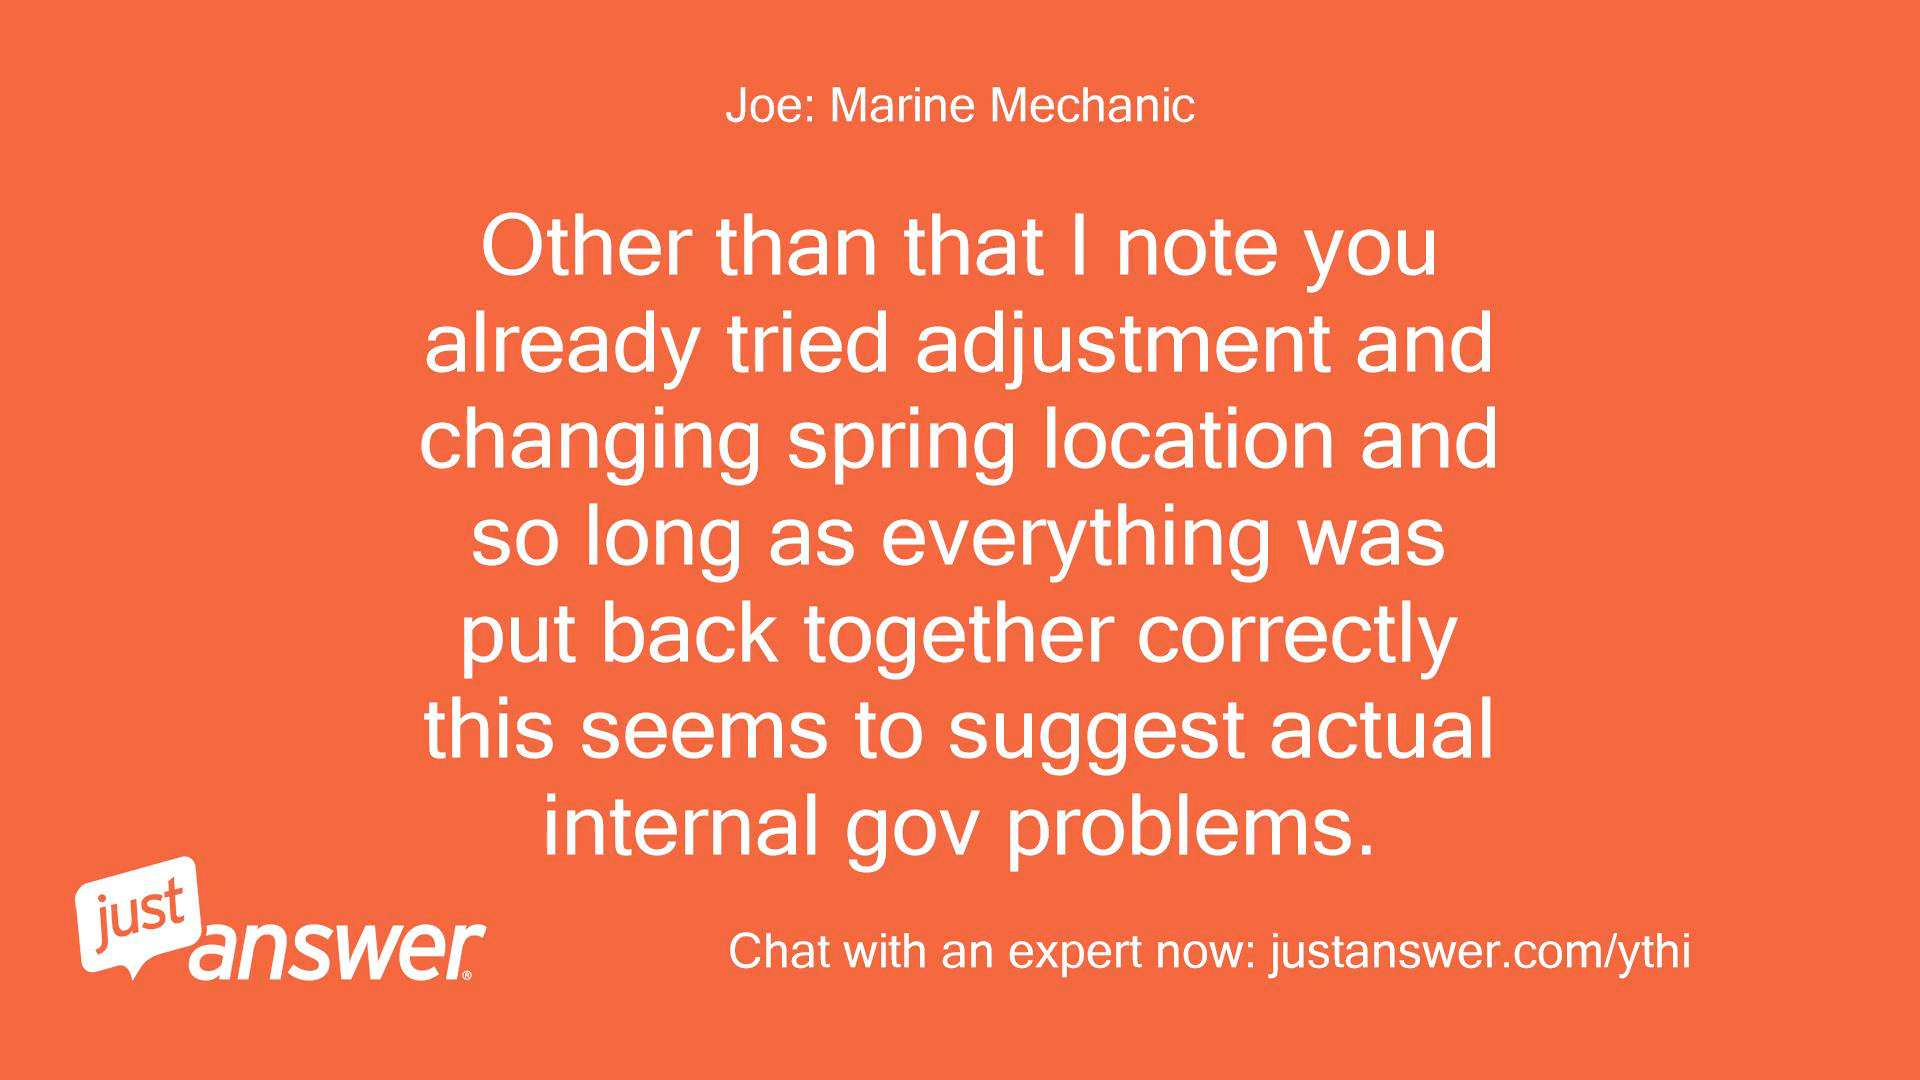 Joe: Marine Mechanic
Other than that I note you
already tried adjustment and
changing spring location and
so long as everything was
put back together correctly
this seems to suggest actual
internal gov problems.
just
answer®
Chat with an expert now: justanswer.com/ythi